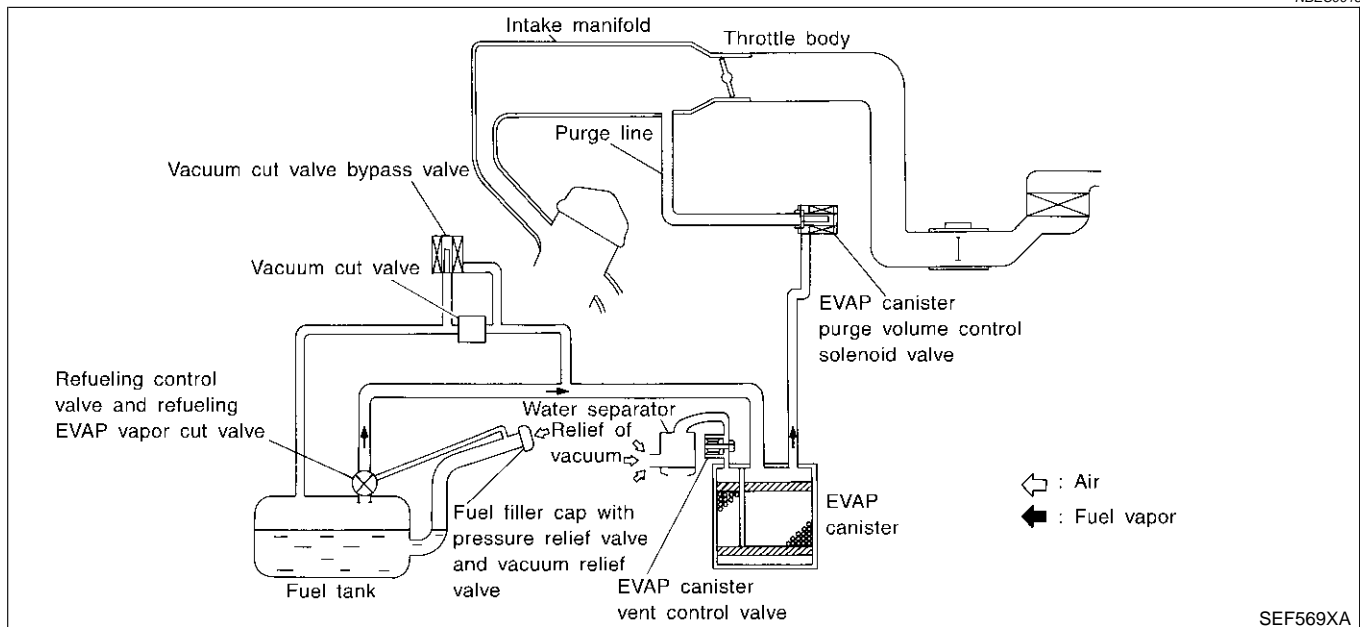 Intake manifold
Throttle body
Purge line
Vacuum cut valve bypass valve
Vacuum cut valve
EVAP canister
purge volume control
solenoid valve
Refueling control
valve and refueling
EVAP vapor cut valve
Water separator
Relief of
vacuum
Fuel filler cap with
pressure relief valve
and vacuum relief
valve
Fuel tank
EVAP
canister
EVAP canister
vent control valve
: Air
: Fuel vapor
SEF569XA